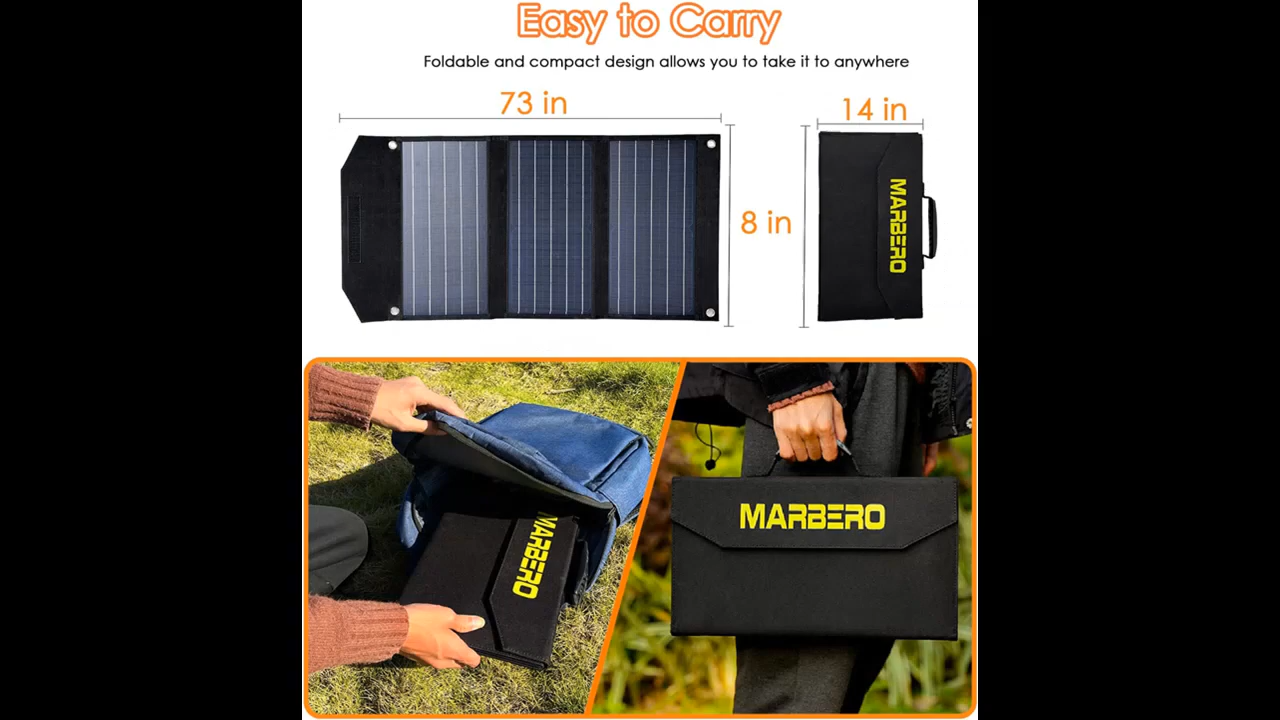 Easy to Carry
Foldable and compact design allows you to take it to anywhere
73 in
14 in
8 in
MARBERO
MARBERO
MARBERO